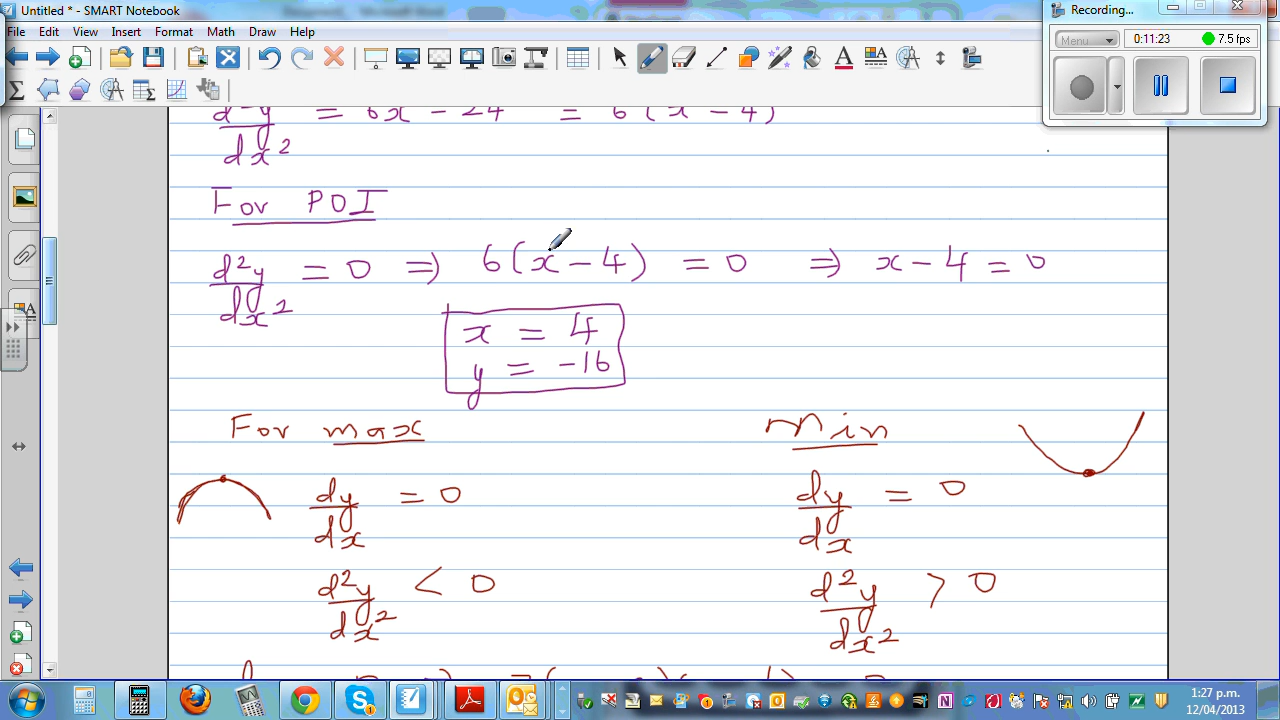 Untitled * - SMART Notebook
Recording...
File Edit View Insert Format Math Draw Help
Menu
0:11:23
7.5 fps
d²y/dx² = 6x - 24 = 6(x - 4)
For POI
d²y/dx² = 0 ⇒ 6(x - 4) = 0 ⇒ x - 4 = 0
x = 4
y = -16
For max
Min
dy/dx = 0
dy/dx = 0
d²y/dx² < 0
d²y/dx² > 0
1:27 p.m.
12/04/2013